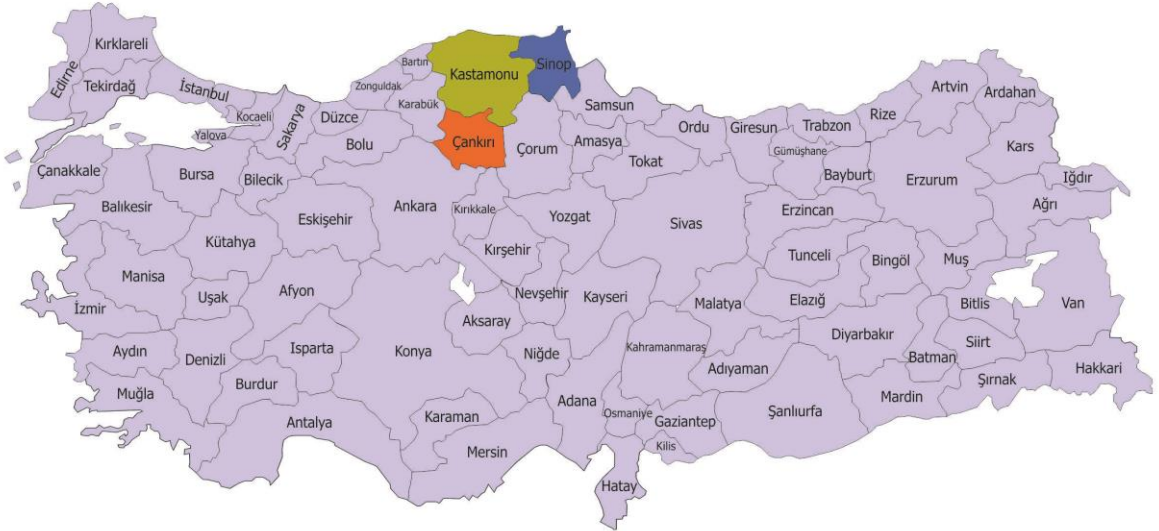 Kırklareli
Edirne
Tekirdağ
İstanbul
Kocaeli
Yalova
Sakarya
Düzce
Zonguldak
Bartın
Karabük
Kastamonu
Sinop
Çankırı
Bolu
Samsun
Çorum
Amasya
Tokat
Ordu
Giresun
Trabzon
Gümüşhane
Bayburt
Rize
Artvin
Ardahan
Kars
Iğdır
Ağrı
Erzurum
Erzincan
Çanakkale
Bursa
Bilecik
Balıkesir
Eskişehir
Ankara
Kırıkkale
Yozgat
Sivas
Kütahya
Kırşehir
Tunceli
Bingöl
Muş
Manisa
Uşak
Afyon
Nevşehir
Kayseri
Malatya
Elazığ
Bitlis
Van
İzmir
Aksaray
Aydın
Denizli
Isparta
Konya
Niğde
Kahramanmaraş
Adıyaman
Diyarbakır
Batman
Siirt
Şırnak
Hakkari
Muğla
Burdur
Antalya
Karaman
Mersin
Adana
Osmaniye
Gaziantep
Kilis
Şanlıurfa
Mardin
Hatay